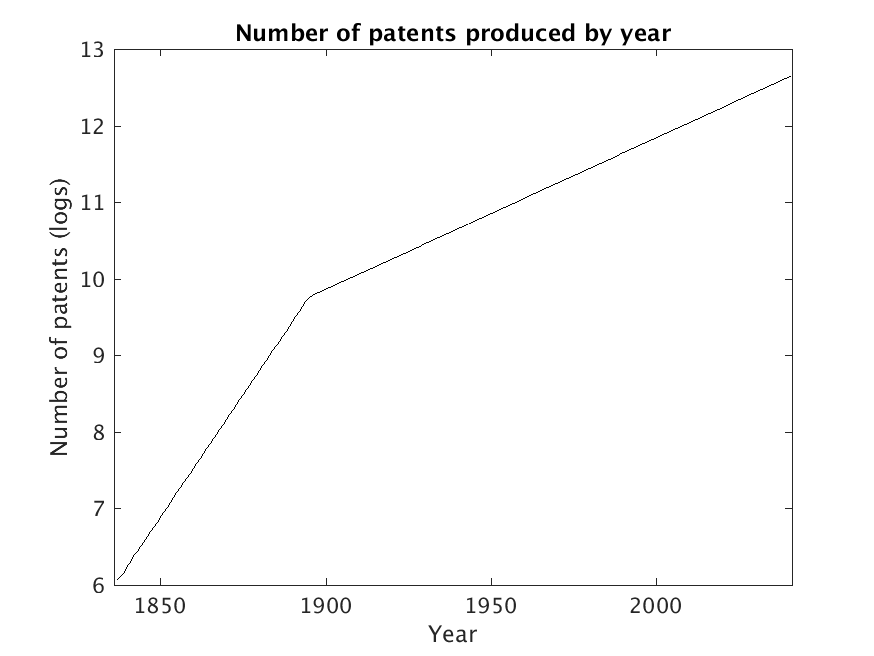 Number of patents produced by year
Number of patents (logs)
13
12
11
10
9
8
7
6
1850 1900 1950 2000
Year